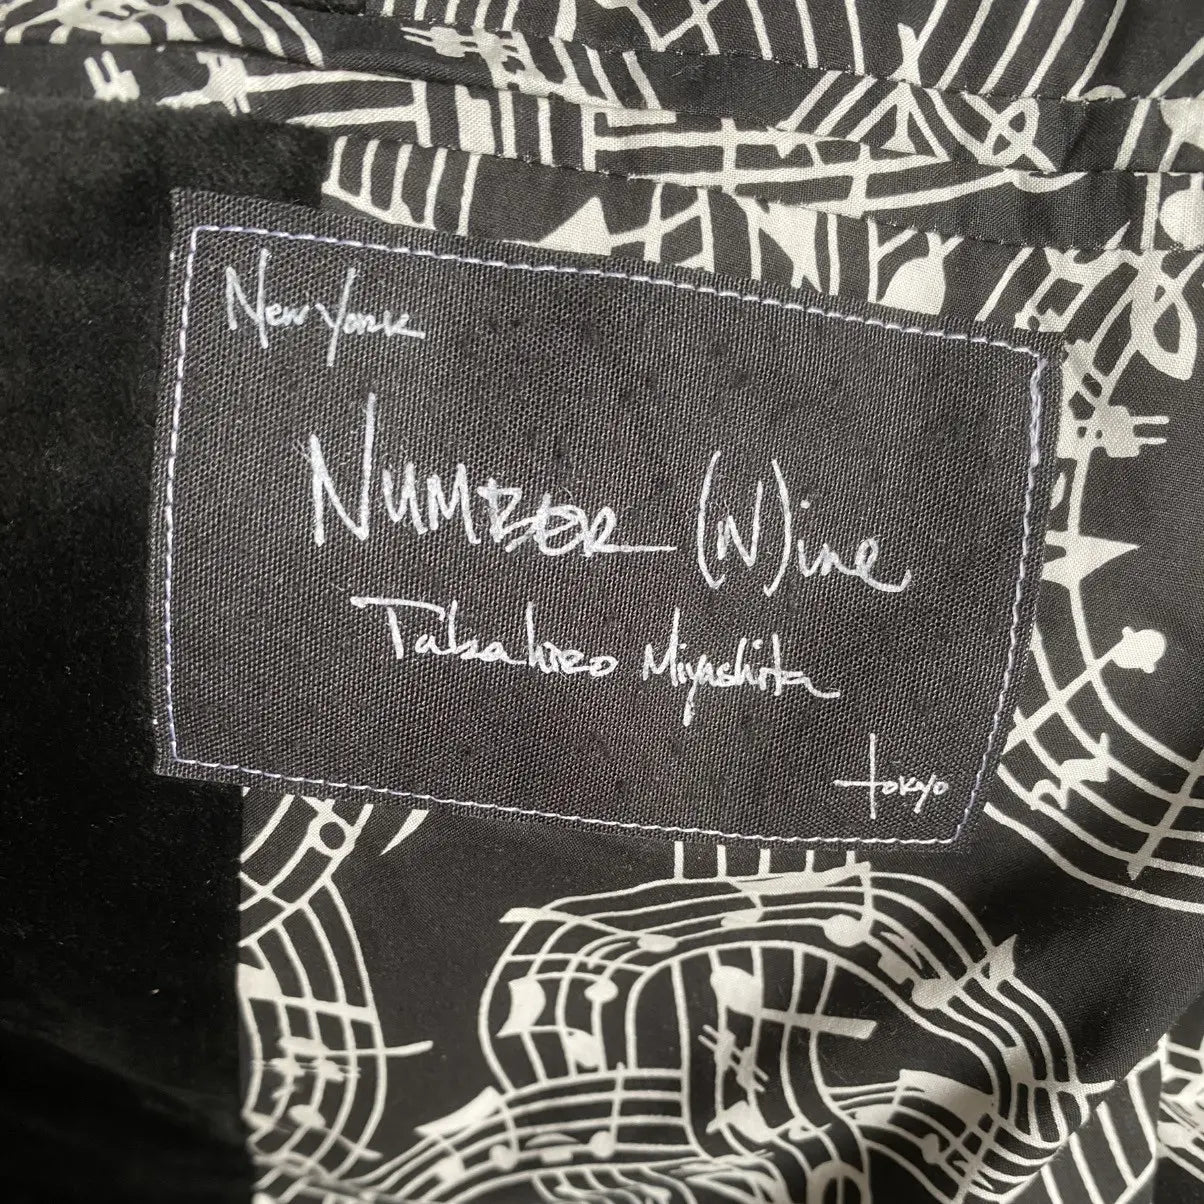 New York
NUMBER (N)ine
Takahiro Miyashita
tokyo